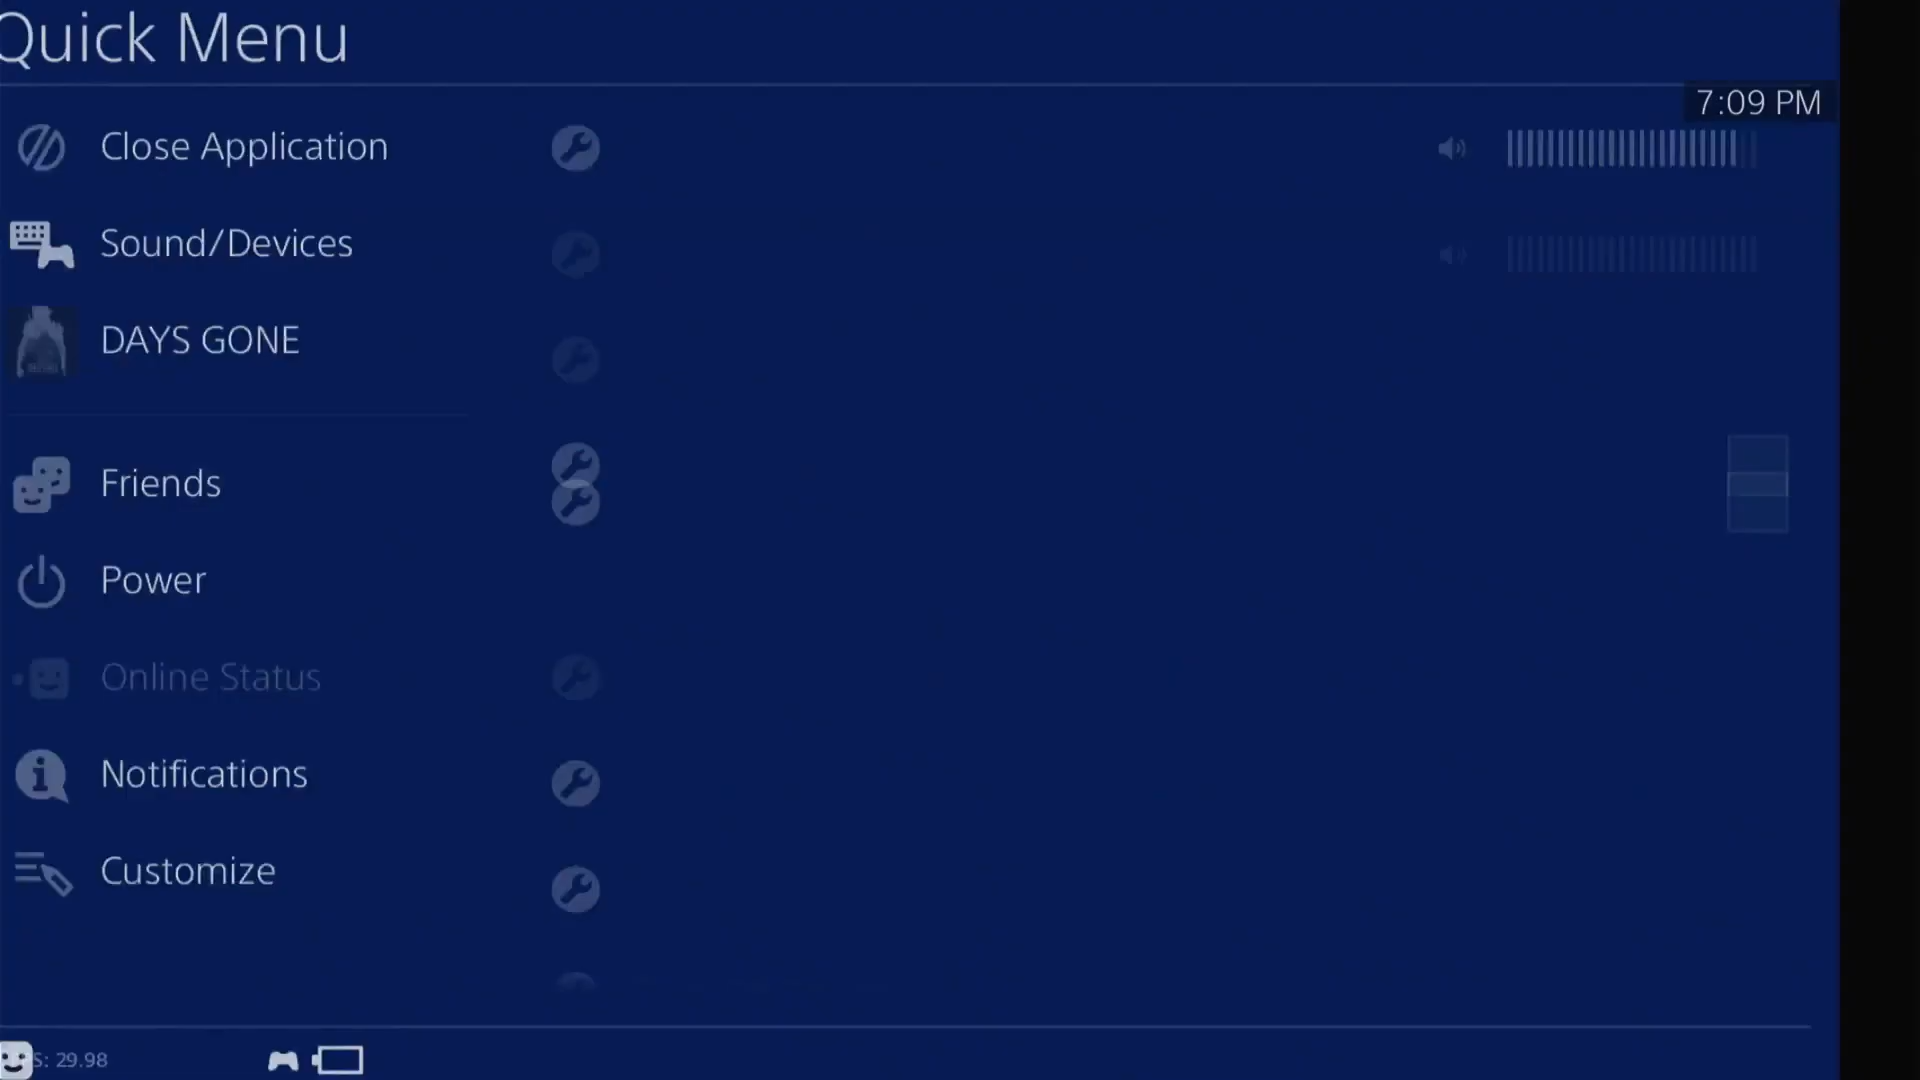 Quick Menu
7:09 PM
Close Application
Sound/Devices
DAYS GONE
Friends
Power
Online Status
Notifications
Customize
S: 29.98